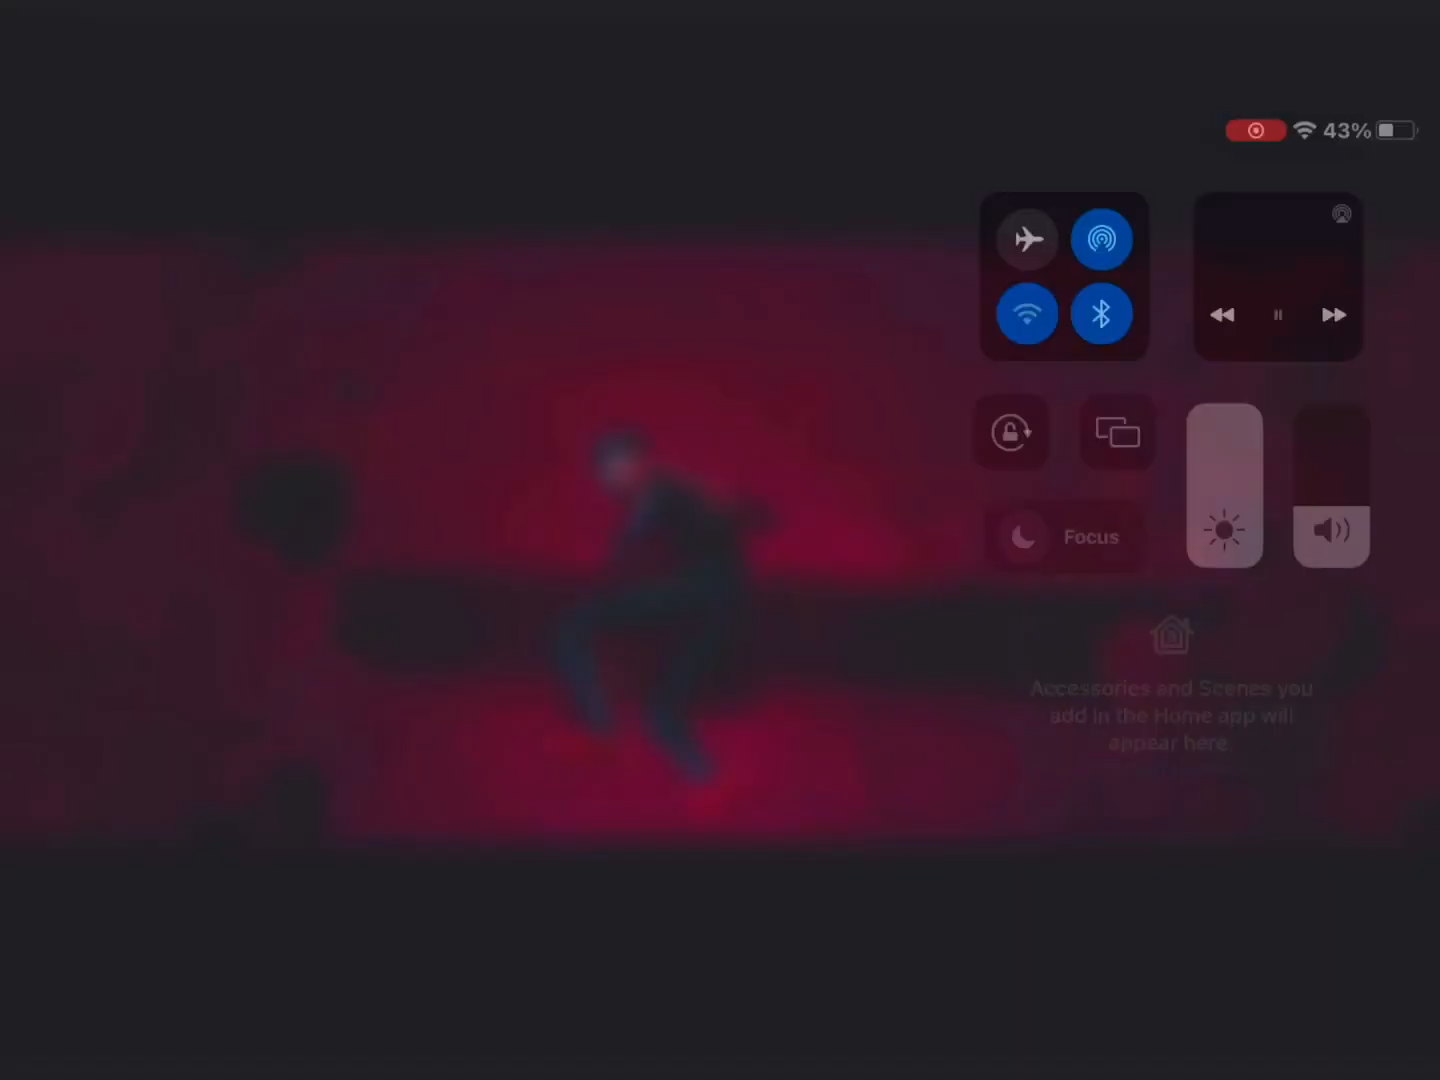 43%
Focus
Accessories and Scenes you
add in the Home app will
appear here.